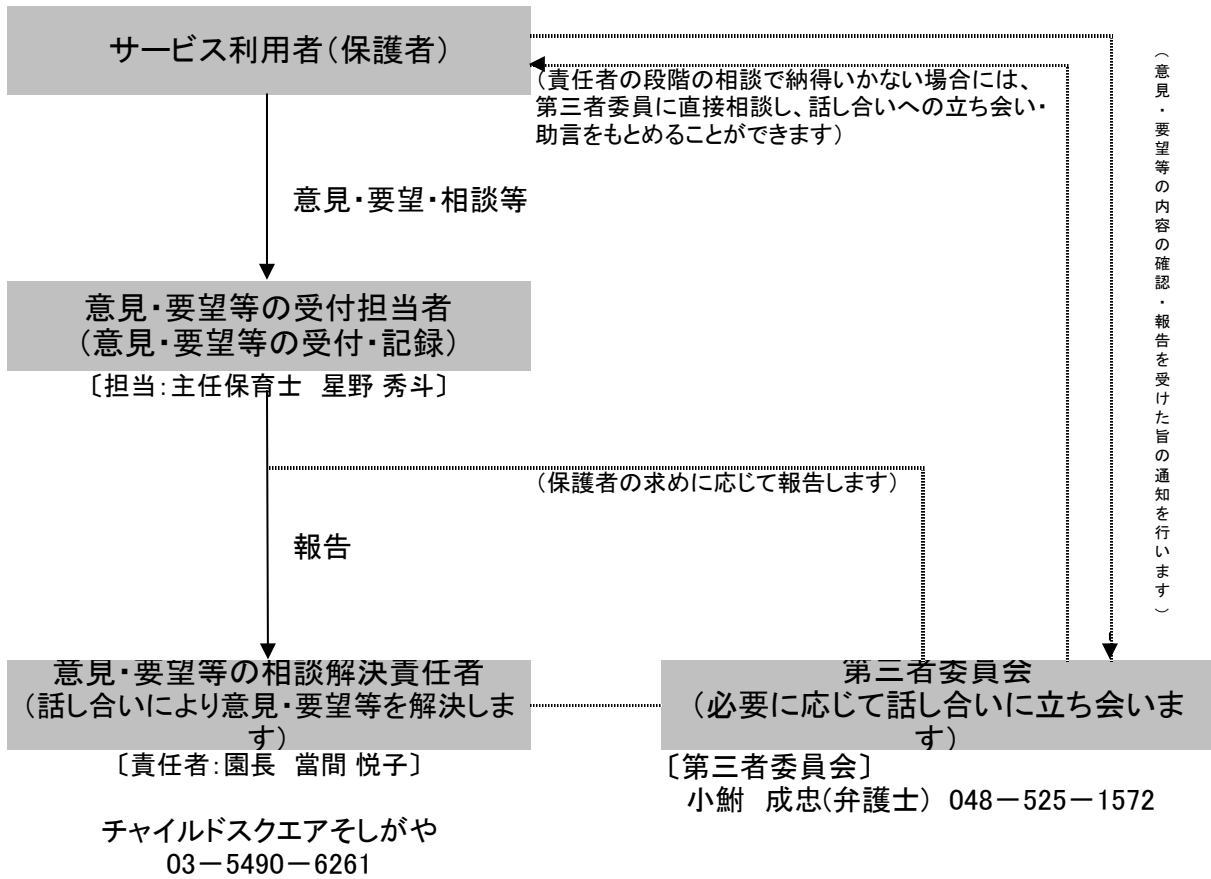 サービス利用者（保護者）
（責任者の段階の相談で納得いかない場合には、
第三者委員に直接相談し、話し合いへの立ち会い・
助言をもとめることができます）
（意見・要望等の内容の確認・報告を受けた旨の通知を行います）
意見・要望・相談等
意見・要望等の受付担当者
（意見・要望等の受付・記録）
〔担当：主任保育士　星野 秀斗〕
（保護者の求めに応じて報告します）
報告
意見・要望等の相談解決責任者
（話し合いにより意見・要望等を解決しま
す）
〔責任者：園長　當間 悦子〕
チャイルドスクエアそしがや
03－5490－6261
第三者委員会
（必要に応じて話し合いに立ち会いま
す）
〔第三者委員会〕
小鮒　成忠(弁護士)　048－525－1572